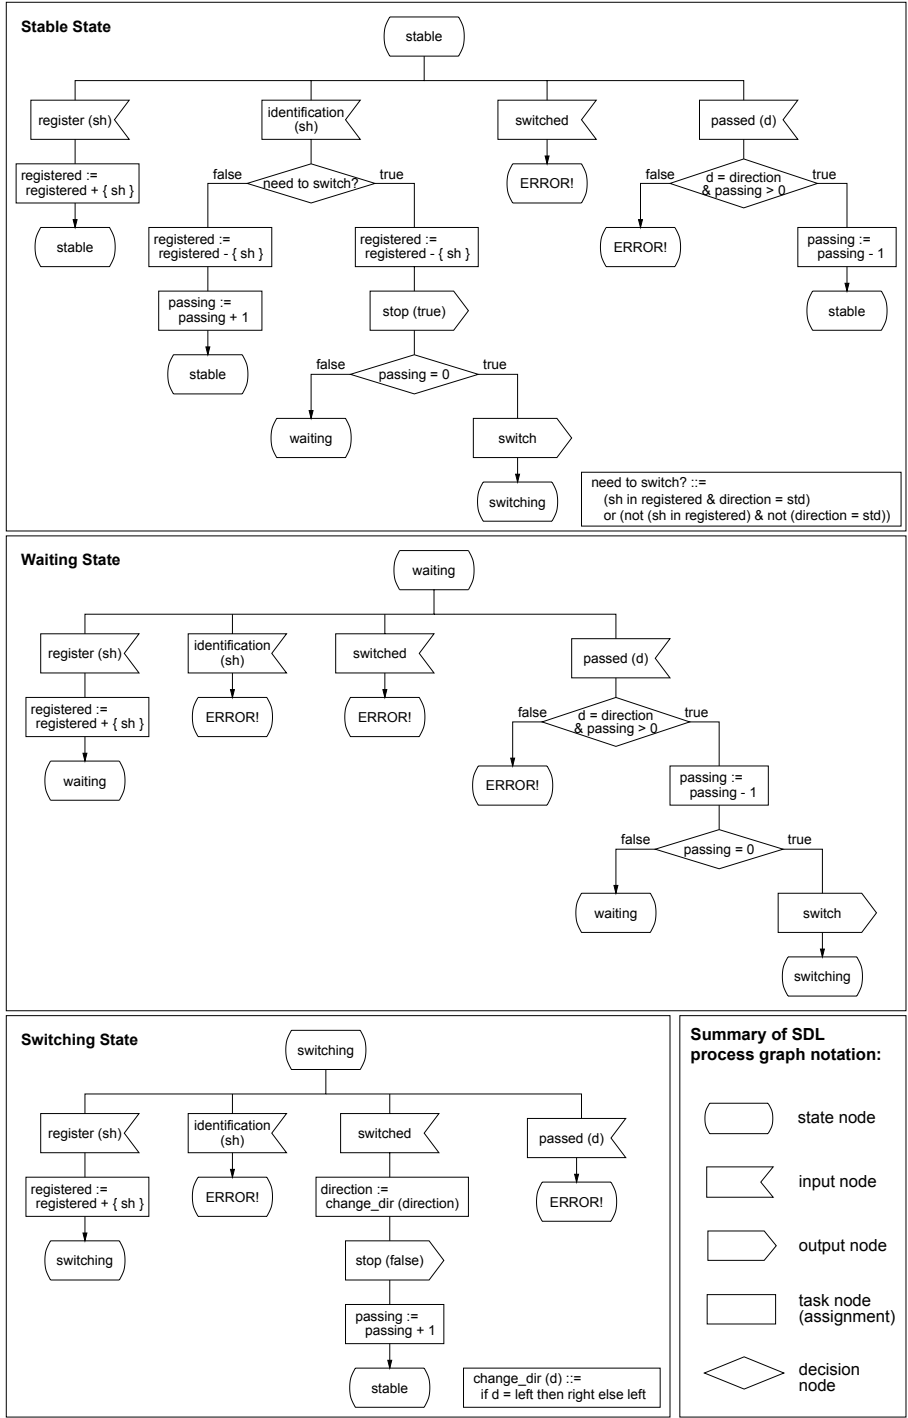 Stable State
stable
register (sh)
identification
(sh)
switched
passed (d)
registered :=
registered + { sh }
stable
false
need to switch?
true
ERROR!
false
d = direction
& passing > 0
true
registered :=
registered - { sh }
registered :=
registered - { sh }
ERROR!
passing :=
passing - 1
passing :=
passing + 1
stop (true)
stable
stable
false
passing = 0
true
waiting
switch
switching
need to switch? ::=
(sh in registered & direction = std)
or (not (sh in registered) & not (direction = std))
Waiting State
waiting
register (sh)
identification
(sh)
switched
passed (d)
registered :=
registered + { sh }
waiting
ERROR!
ERROR!
false
d = direction
& passing > 0
true
ERROR!
passing :=
passing - 1
false
passing = 0
true
waiting
switch
switching
Switching State
switching
register (sh)
identification
(sh)
switched
passed (d)
registered :=
registered + { sh }
switching
ERROR!
direction :=
change_dir (direction)
ERROR!
stop (false)
passing :=
passing + 1
stable
change_dir (d) ::=
if d = left then right else left
Summary of SDL
process graph notation:
state node
input node
output node
task node
(assignment)
decision
node